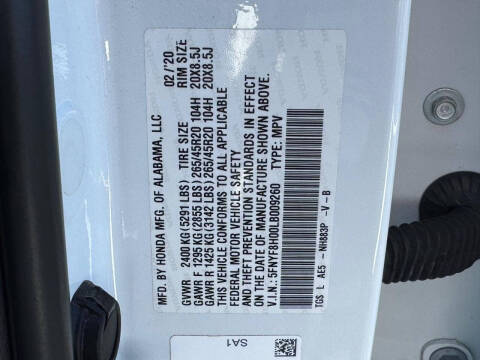 MFD. BY HONDA MFG. OF ALABAMA, LLC 02/'20
GVWR 2400 KG (5291 LBS) TIRE SIZE RIM SIZE
GAWR F 1295 KG (2855 LBS) 265/45R20 104H 20X8.5J
GAWR R 1425 KG (3142 LBS) 265/45R20 104H 20X8.5J
THIS VEHICLE CONFORMS TO ALL APPLICABLE
FEDERAL MOTOR VEHICLE SAFETY
AND THEFT PREVENTION STANDARDS IN EFFECT
ON THE DATE OF MANUFACTURE SHOWN ABOVE.
V.I.N.: 5FNYF8H00LB009260 TYPE: MPV
TGS L AE5 - NH883P -V-B
SA1